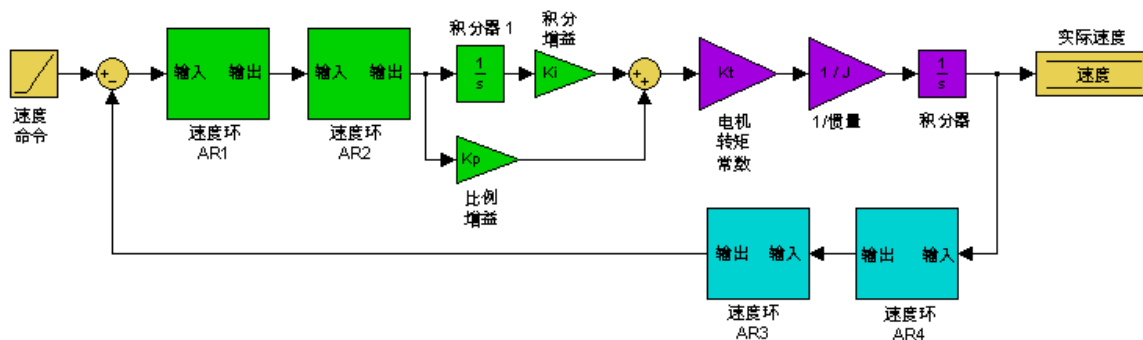 速度
命令
+
−
输入 输出
速度环
AR1
输入 输出
速度环
AR2
积分器 1
1
s
积分
增益
Ki
Kp
比例
增益
+
+
Kt
电机
转矩
常数
1 / J
1/惯量
1
s
积分器
实际速度
速度
输出 输入
速度环
AR3
输出 输入
速度环
AR4